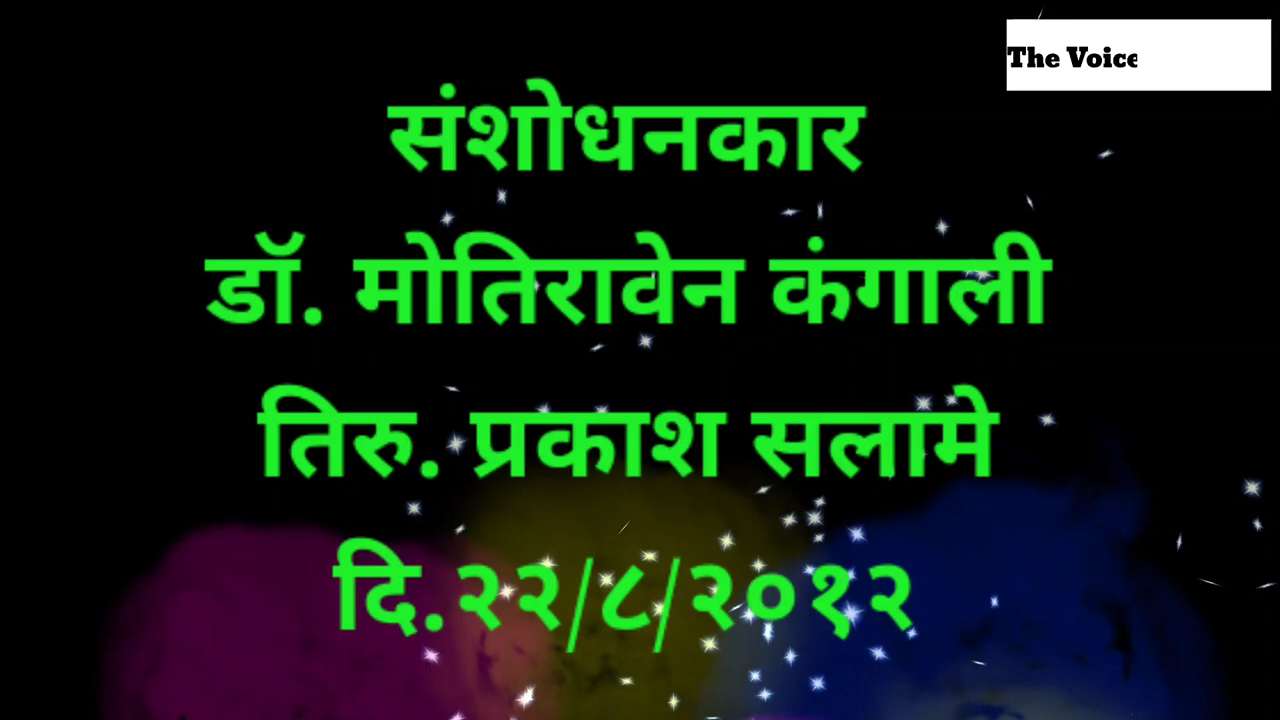 The Voice
संशोधनकार
डॉ. मोतिरावेन कंगाली
तिरु. प्रकाश सलामे
दि.२२/८/२०१२